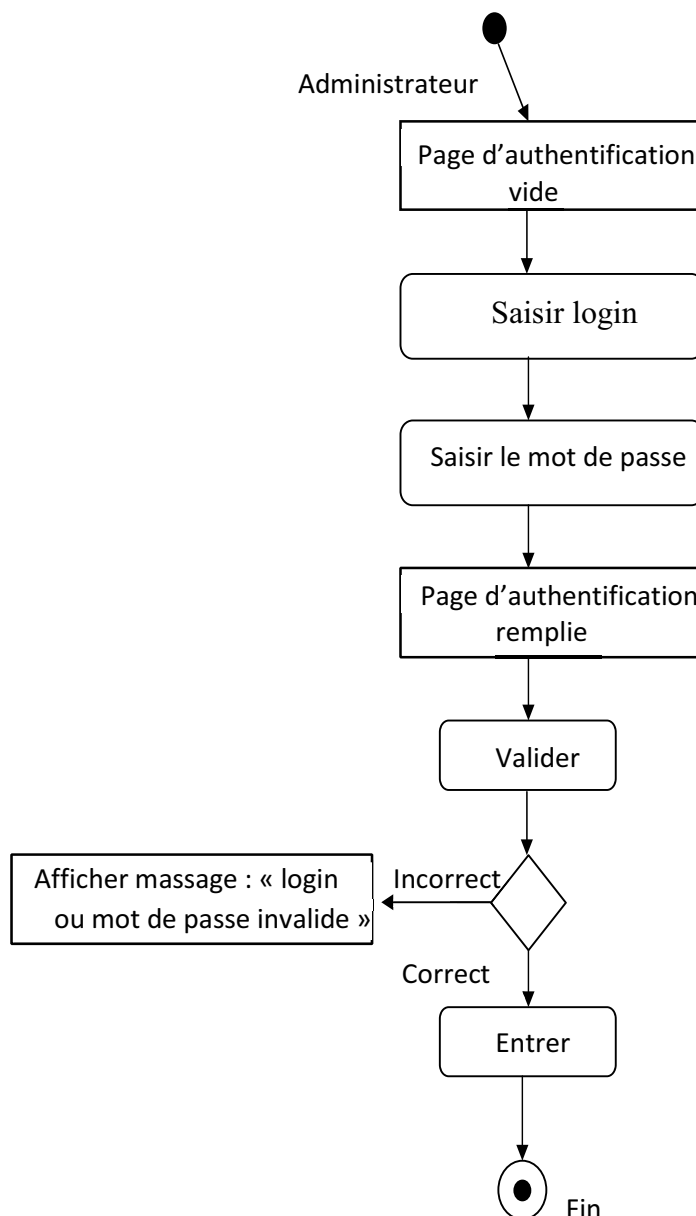 Administrateur
Page d’authentification
vide
Saisir login
Saisir le mot de passe
Page d’authentification
remplie
Valider
Afficher massage : « login
ou mot de passe invalide »
Incorrect
Correct
Entrer
Fin